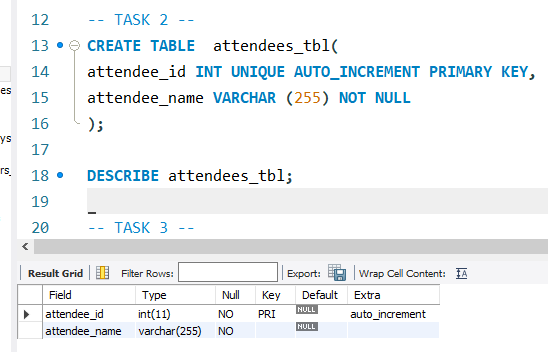 12 -- TASK 2 --
13 CREATE TABLE  attendees_tbl(
es 14 attendee_id INT UNIQUE AUTO_INCREMENT PRIMARY KEY,
15 attendee_name VARCHAR (255) NOT NULL
ys 16 );
17
rs_ 18 DESCRIBE attendees_tbl;
19
20 -- TASK 3 --
Result Grid Filter Rows: Export: Wrap Cell Content: IA
Field Type Null Key Default Extra
attendee_id int(11) NO PRI NULL auto_increment
attendee_name varchar(255) NO NULL